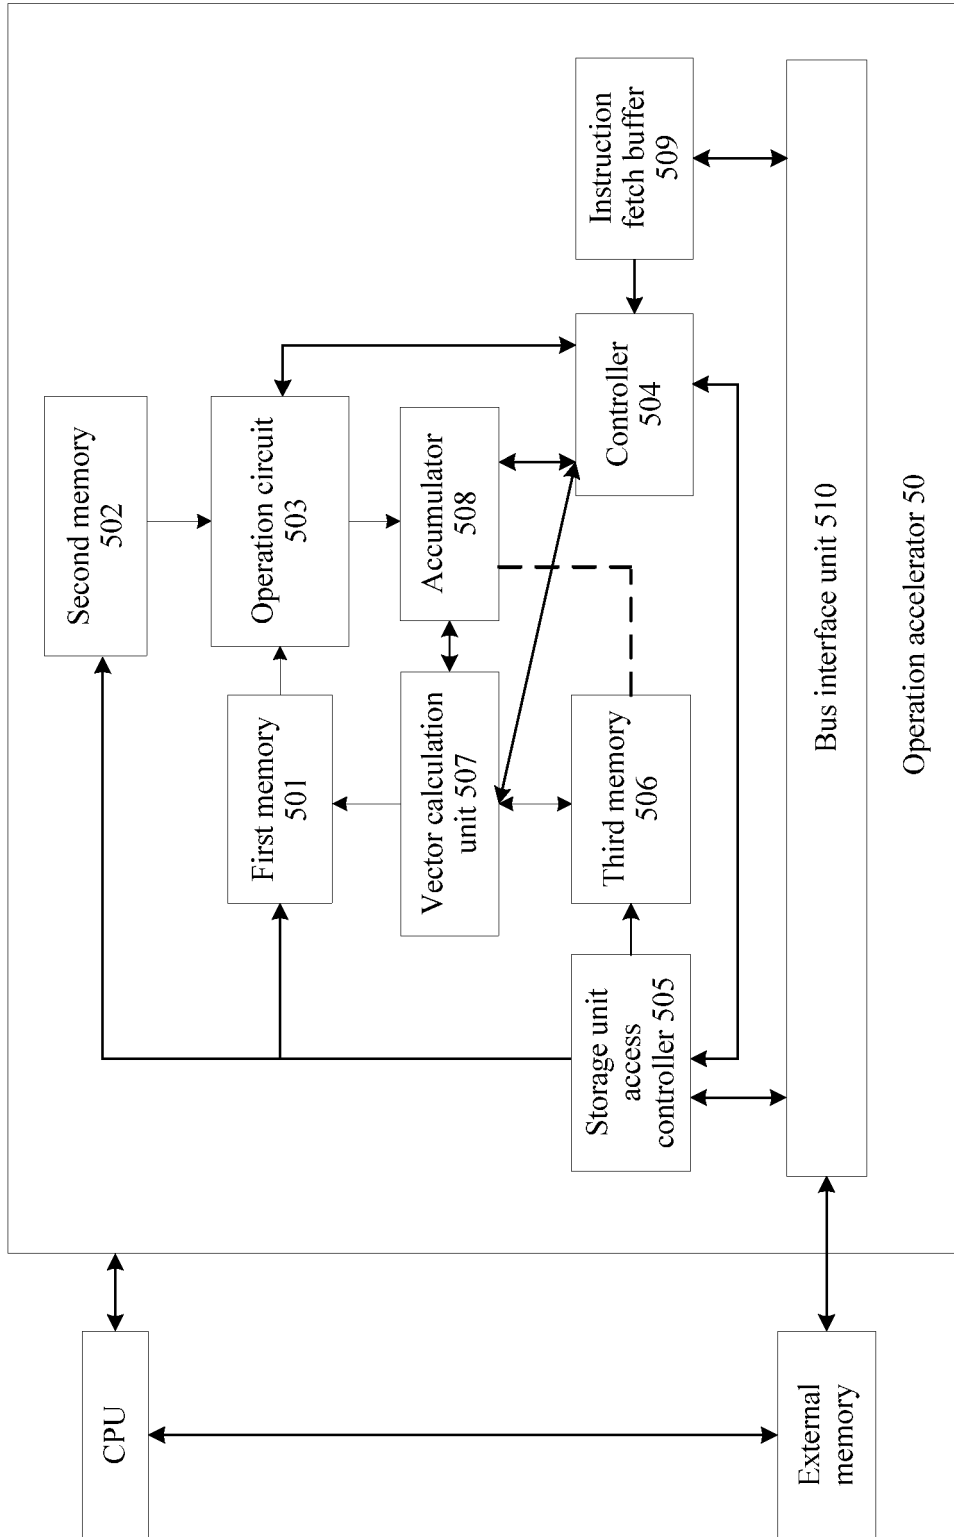 CPU
External
memory
Second memory
502
First memory
501
Operation circuit
503
Vector calculation
unit 507
Accumulator
508
Storage unit
access
controller 505
Third memory
506
Controller
504
Instruction
fetch buffer
509
Bus interface unit 510
Operation accelerator 50